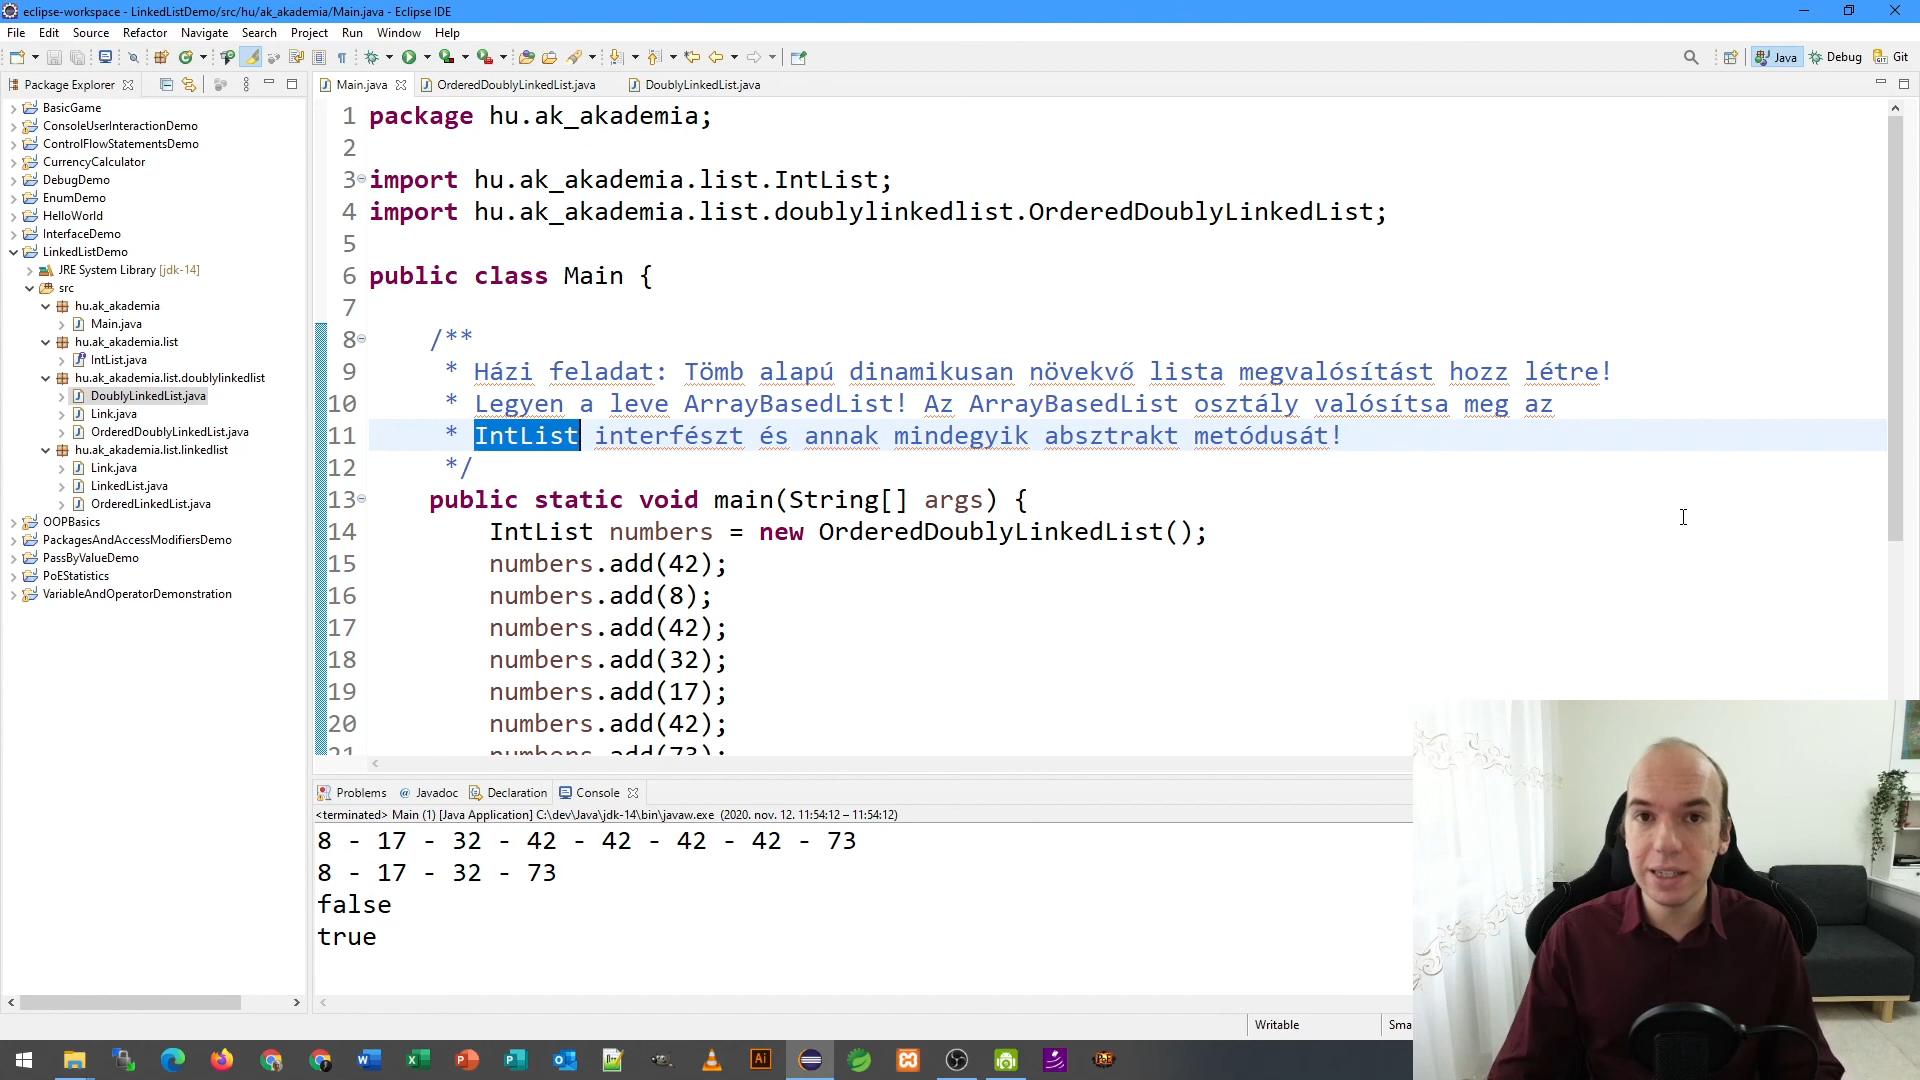 eclipse-workspace - LinkedListDemo/src/hu/ak_akademia/Main.java - Eclipse IDE
File Edit Source Refactor Navigate Search Project Run Window Help
Java Debug Git
Package Explorer
BasicGame
ConsoleUserInteractionDemo
ControlFlowStatementsDemo
CurrencyCalculator
DebugDemo
EnumDemo
HelloWorld
InterfaceDemo
LinkedListDemo
JRE System Library [jdk-14]
src
hu.ak_akademia
Main.java
hu.ak_akademia.list
IntList.java
hu.ak_akademia.list.doublylinkedlist
DoublyLinkedList.java
Link.java
OrderedDoublyLinkedList.java
hu.ak_akademia.list.linkedlist
Link.java
LinkedList.java
OrderedLinkedList.java
OOPBasics
PackagesAndAccessModifiersDemo
PassByValueDemo
PoEStatistics
VariableAndOperatorDemonstration
Main.java OrderedDoublyLinkedList.java DoublyLinkedList.java
1 package hu.ak_akademia;
2
3 import hu.ak_akademia.list.IntList;
4 import hu.ak_akademia.list.doublylinkedlist.OrderedDoublyLinkedList;
5
6 public class Main {
7
8 /**
9 * Házi feladat: Tömb alapú dinamikusan növekvő lista megvalósítást hozz létre!
10 * Legyen a leve ArrayBasedList! Az ArrayBasedList osztály valósítsa meg az
11 * IntList interfészt és annak mindegyik absztrakt metódusát!
12 */
13 public static void main(String[] args) {
14 IntList numbers = new OrderedDoublyLinkedList();
15 numbers.add(42);
16 numbers.add(8);
17 numbers.add(42);
18 numbers.add(32);
19 numbers.add(17);
20 numbers.add(42);
21 numbers.add(73);
Problems Javadoc Declaration Console
<terminated> Main (1) [Java Application] C:\dev\Java\jdk-14\bin\javaw.exe (2020. nov. 12. 11:54:12 – 11:54:12)
8 - 17 - 32 - 42 - 42 - 42 - 42 - 73
8 - 17 - 32 - 73
false
true
Writable Sma